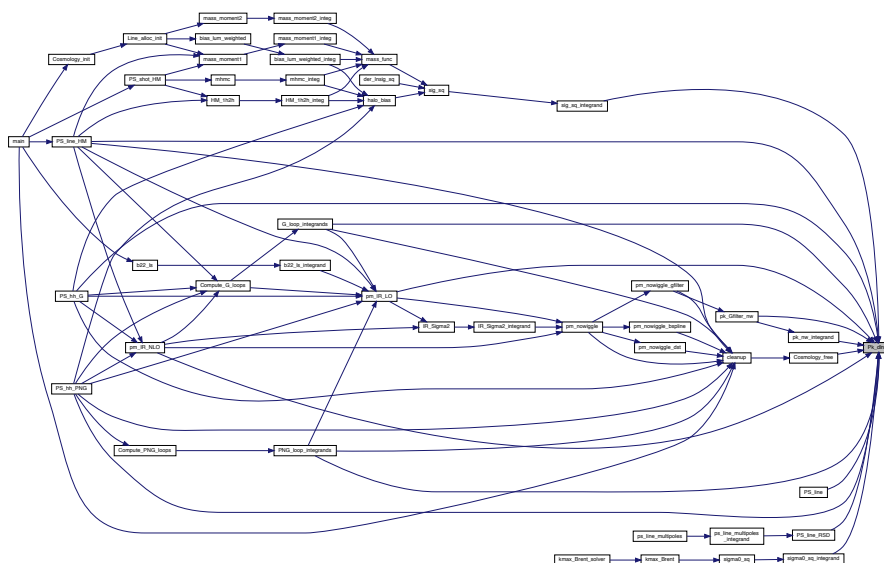 mass_moment2
mass_moment2_integ
Line_alloc_init
bias_lum_weighted
mass_moment1_integ
Cosmology_init
mass_moment1
bias_lum_weighted_integ
mass_func
PS_shot_HM
mhmc
mhmc_integ
der_lnsig_sq
sig_sq
HM_1h2h
HM_1h2h_integ
halo_bias
sig_sq_integrand
main
PS_line_HM
G_loop_integrands
b22_ls
b22_ls_integrand
Compute_G_loops
pm_nowiggle_gfilter
PS_hh_G
pm_IR_LO
pk_Gfilter_nw
IR_Sigma2
IR_Sigma2_integrand
pm_nowiggle
pm_nowiggle_bspline
pk_nw_integrand
pm_IR_NLO
pm_nowiggle_dst
cleanup
Cosmology_free
PS_hh_PNG
Compute_PNG_loops
PNG_loop_integrands
PS_line
ps_line_multipoles
ps_line_multipoles
_integrand
PS_line_RSD
kmax_Brent_solver
kmax_Brent
sigma0_sq
sigma0_sq_integrand